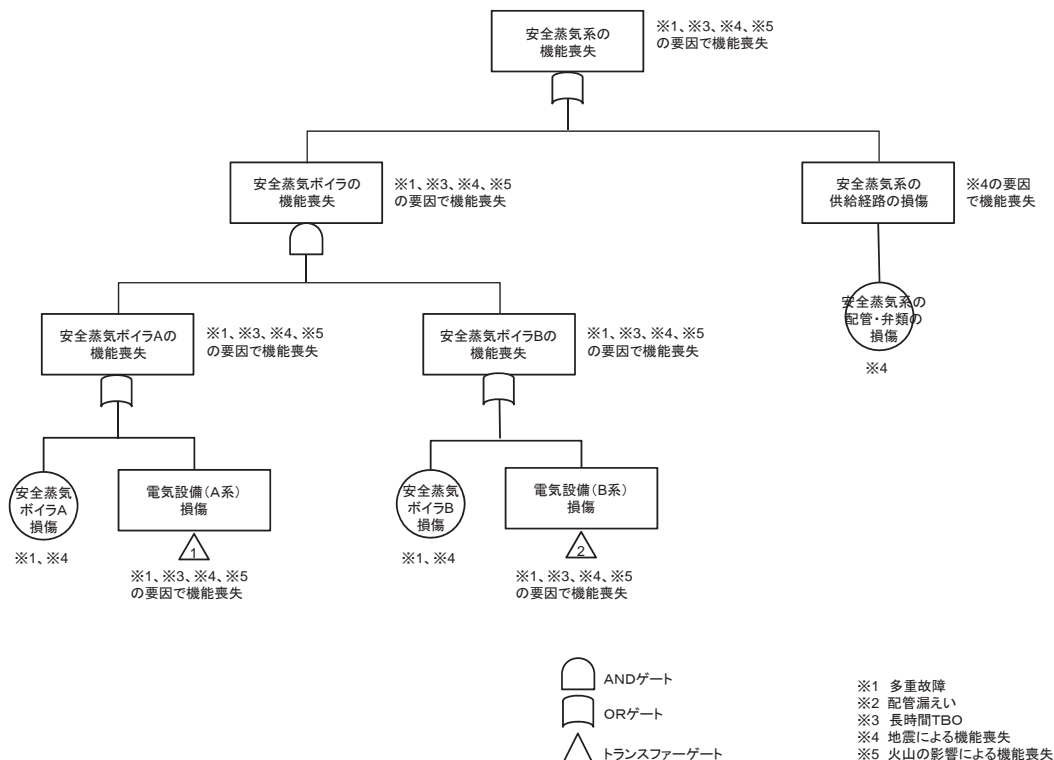 安全蒸気系の
機能喪失
※1、※3、※4、※5
の要因で機能喪失
安全蒸気ボイラの
機能喪失
※1、※3、※4、※5
の要因で機能喪失
安全蒸気系の
供給経路の損傷
※4の要因
で機能喪失
安全蒸気ボイラAの
機能喪失
※1、※3、※4、※5
の要因で機能喪失
安全蒸気ボイラBの
機能喪失
※1、※3、※4、※5
の要因で機能喪失
安全蒸気系の
配管・弁類の
損傷
※4
安全蒸気
ボイラA
損傷
※1、※4
電気設備(A系)
損傷
1
※1、※3、※4、※5
の要因で機能喪失
安全蒸気
ボイラB
損傷
※1、※4
電気設備(B系)
損傷
2
※1、※3、※4、※5
の要因で機能喪失
ANDゲート
ORゲート
トランスファーゲート
※1 多重故障
※2 配管漏えい
※3 長時間TBO
※4 地震による機能喪失
※5 火山の影響による機能喪失